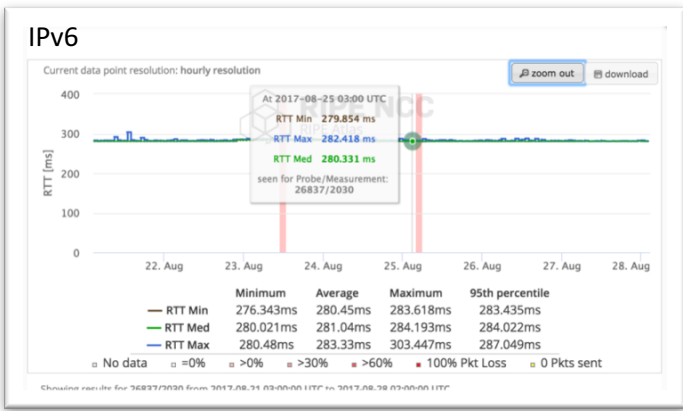 IPv6
Current data point resolution: hourly resolution
zoom out
download
400
300
200
100
0
RTT [ms]
RIPE NCC
RIPE Atlas
At 2017-08-25 03:00 UTC
RTT Min 279.854 ms
RTT Max 282.418 ms
RTT Med 280.331 ms
seen for Probe/Measurement:
26837/2030
22. Aug 23. Aug 24. Aug 25. Aug 26. Aug 27. Aug 28. Aug
Minimum Average Maximum 95th percentile
RTT Min 276.343ms 280.45ms 283.618ms 283.435ms
RTT Med 280.021ms 281.04ms 284.193ms 284.022ms
RTT Max 280.48ms 283.33ms 303.447ms 287.049ms
No data =0% >0% >30% >60% 100% Pkt Loss 0 Pkts sent
Showing results for 26837/2030 from 2017-08-21 03:00:00 UTC to 2017-08-28 02:00:00 UTC